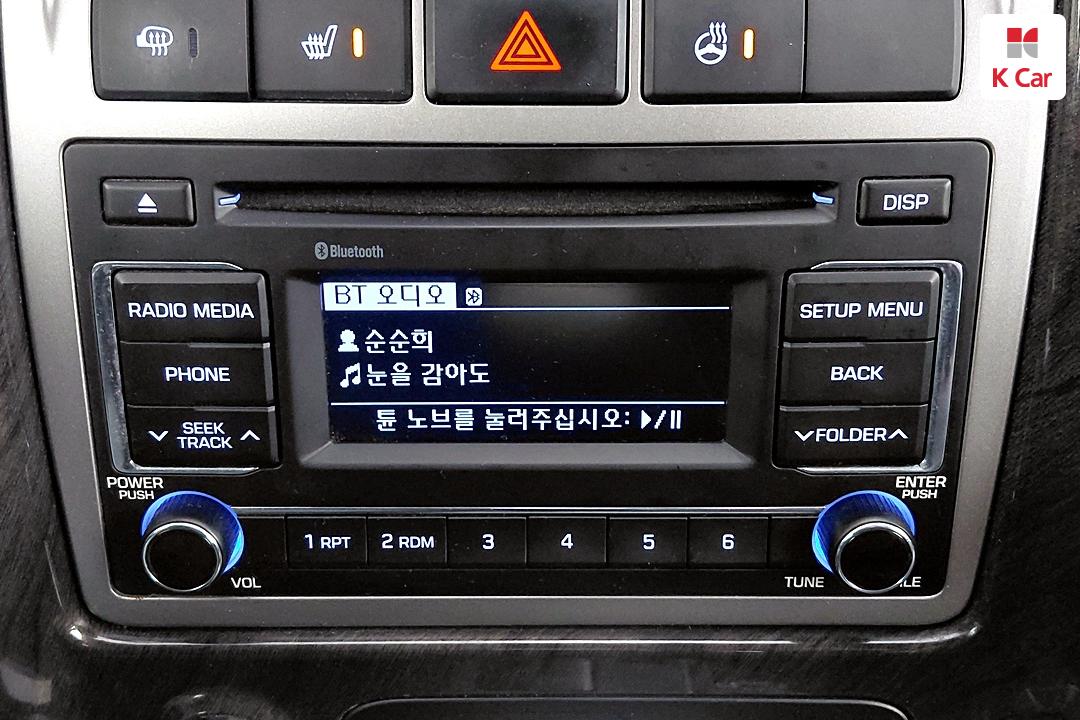 K Car
DISP
Bluetooth
RADIO MEDIA
BT 오디오
SETUP MENU
순순희
PHONE
눈을 감아도
BACK
SEEK
TRACK
튠 노브를 눌러주십시오:
FOLDER
POWER
PUSH
ENTER
PUSH
1 RPT
2 RDM
3
4
5
6
VOL
TUNE